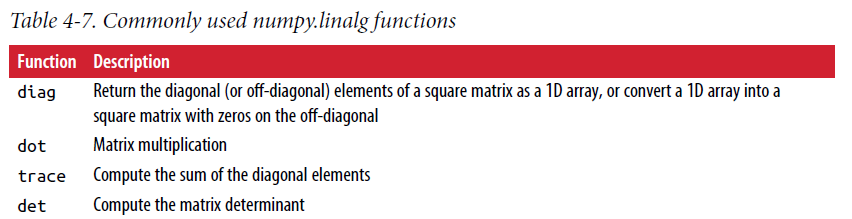 Table 4-7. Commonly used numpy.linalg functions
Function Description
diag Return the diagonal (or off-diagonal) elements of a square matrix as a 1D array, or convert a 1D array into a
square matrix with zeros on the off-diagonal
dot Matrix multiplication
trace Compute the sum of the diagonal elements
det Compute the matrix determinant